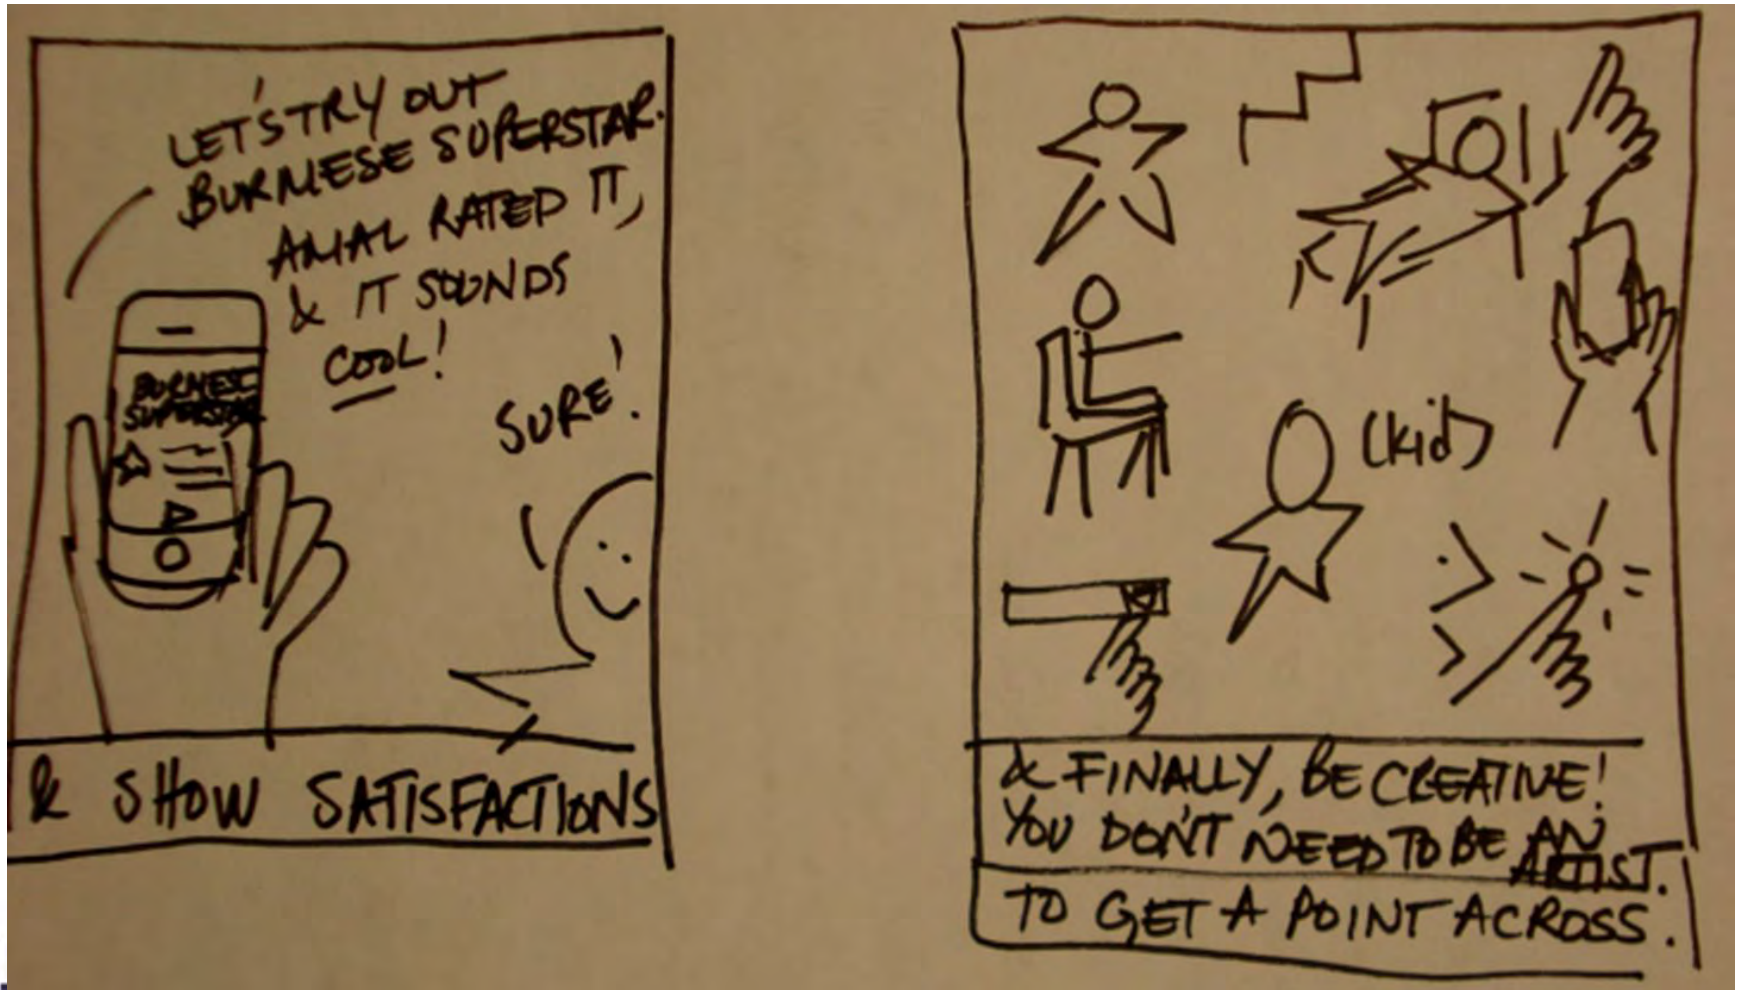 LET'S TRY OUT
BURMESE SUPERSTAR.
AMAL RATED IT,
& IT SOUNDS
COOL!
SURE!
BURMESE
SUPERSTAR
& SHOW SATISFACTIONS
(kid)
& FINALLY, BE CREATIVE!
YOU DON'T NEED TO BE AN
ARTIST.
TO GET A POINT ACROSS.